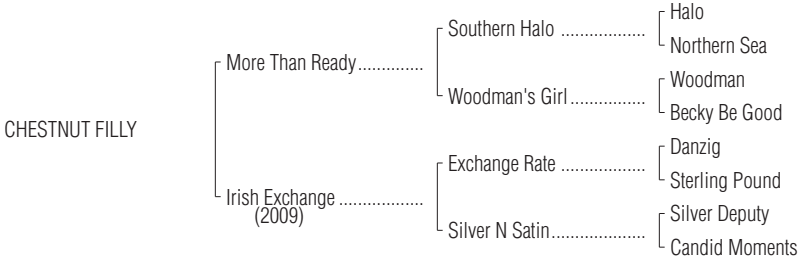 Halo
Southern Halo ...................
Northern Sea
More Than Ready..............
Woodman
Woodman's Girl.................
Becky Be Good
CHESTNUT FILLY
Danzig
Exchange Rate ...................
Sterling Pound
Irish Exchange ..................
(2009)
Silver Deputy
Silver N Satin.....................
Candid Moments